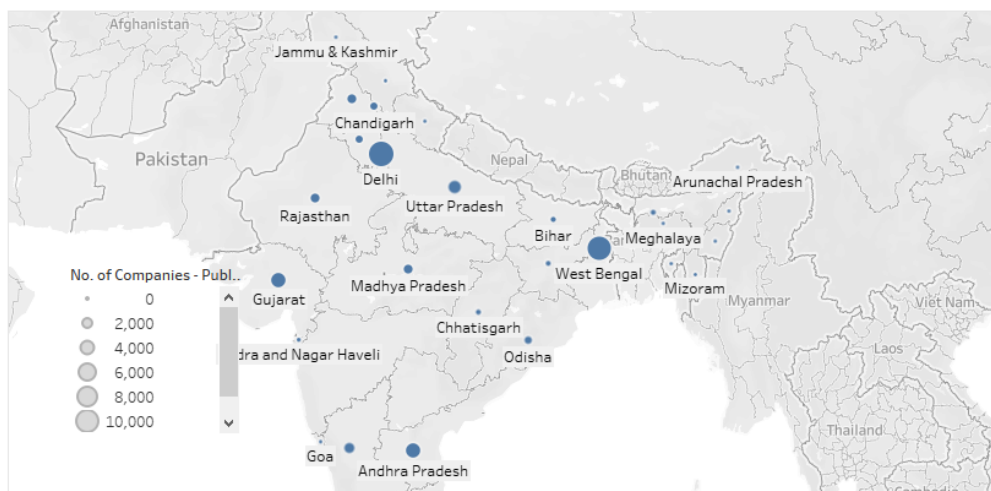 Afghanistan
Jammu & Kashmir
Chandigarh
Pakistan
Delhi
Nepal
Bhutan
Arunachal Pradesh
Rajasthan
Uttar Pradesh
Bihar
Meghalaya
West Bengal
Mizoram
Myanmar
Viet Nam
Laos
Thailand
Gujarat
Madhya Pradesh
Chhatisgarh
Odisha
dra and Nagar Haveli
Goa
Andhra Pradesh
No. of Companies - Publ..
0
2,000
4,000
6,000
8,000
10,000